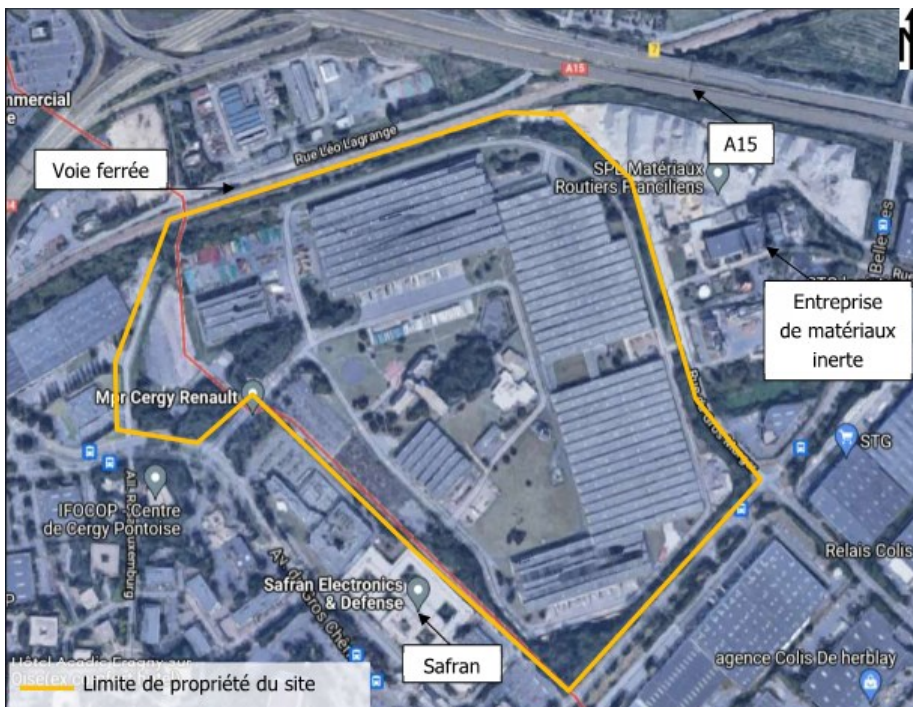 N
A15
7
mmercial
e
A15
Rue Léo Lagrange
Voie ferrée
SPL Matériaux
Routiers Franciliens
Entreprise
de matériaux
inerte
Mpr Cergy Renault
STG
IFOCOP - Centre
de Cergy Pontoise
Relais Colis
Safran Electronics
& Defense
Safran
agence Colis De herblay
Limite de propriété du site